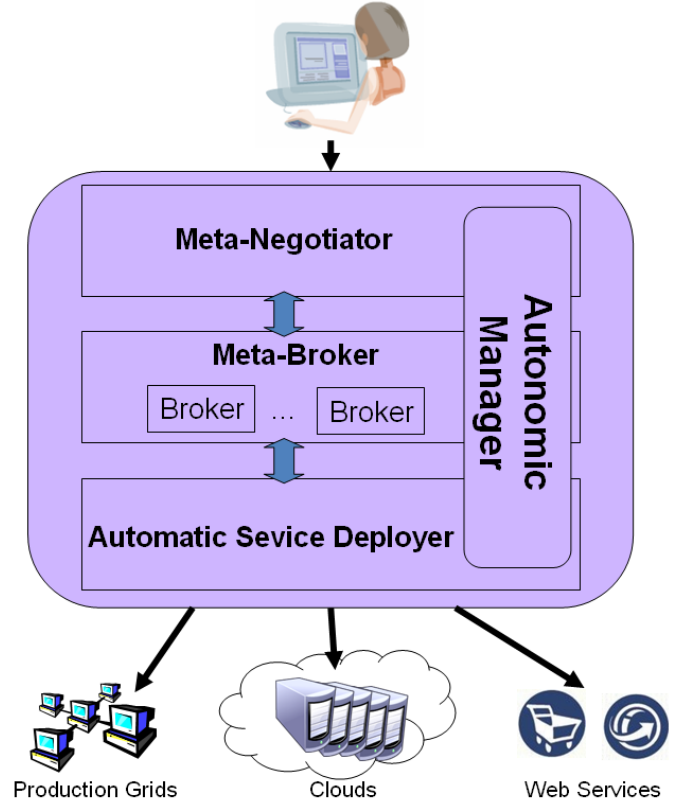 Meta-Negotiator
Autonomic
Manager
Meta-Broker
Broker
...
Broker
Automatic Sevice Deployer
Production Grids
Clouds
Web Services